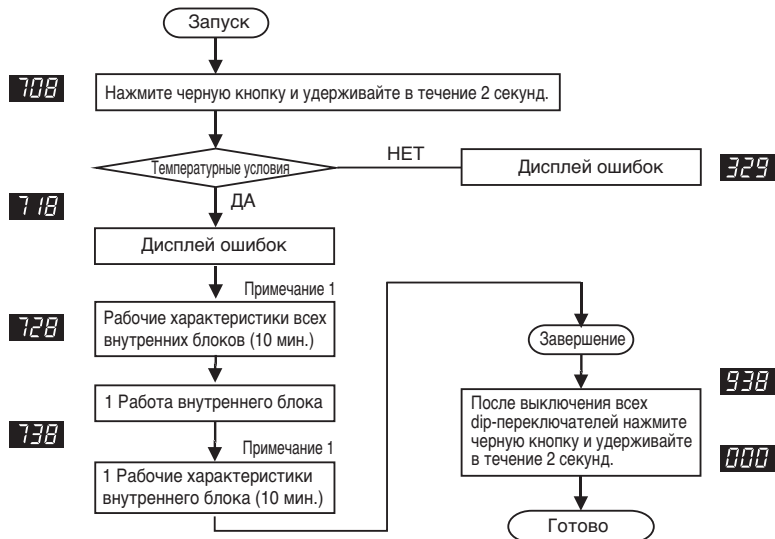 Запуск
708
Нажмите черную кнопку и удерживайте в течение 2 секунд.
Температурные условия
НЕТ
Дисплей ошибок
329
718
ДА
Дисплей ошибок
Примечание 1
728
Рабочие характеристики всех
внутренних блоков (10 мин.)
1 Работа внутреннего блока
738
Примечание 1
1 Рабочие характеристики
внутреннего блока (10 мин.)
Завершение
938
После выключения всех
dip-переключателей нажмите
черную кнопку и удерживайте
в течение 2 секунд.
000
Готово